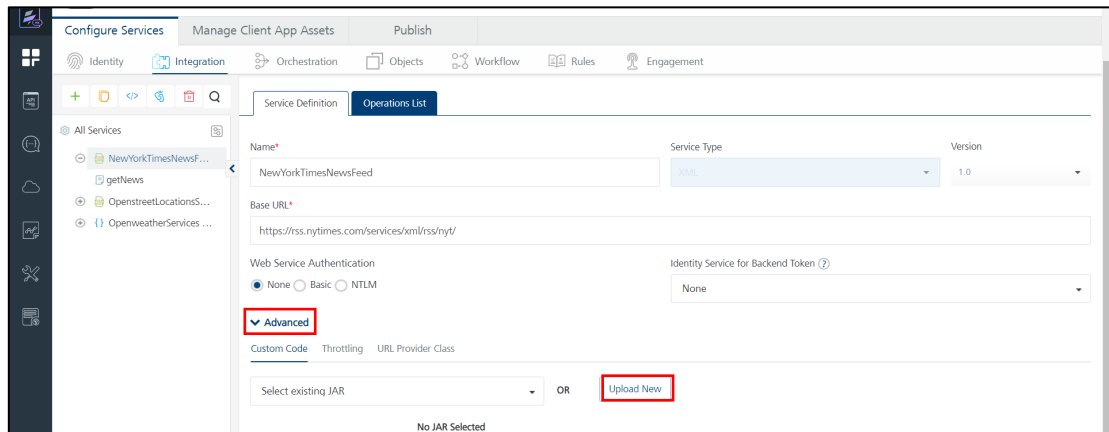 Configure Services Manage Client App Assets Publish
Identity Integration Orchestration Objects Workflow Rules Engagement
Service Definition Operations List
All Services
NewYorkTimesNewsF...
getNews
OpenstreetLocationsS...
OpenweatherServices ...
Name*
Service Type
Version
NewYorkTimesNewsFeed
XML
1.0
Base URL*
https://rss.nytimes.com/services/xml/rss/nyt/
Web Service Authentication
Identity Service for Backend Token ?
None Basic NTLM
None
Advanced
Custom Code Throttling URL Provider Class
Select existing JAR
OR
Upload New
No JAR Selected
API